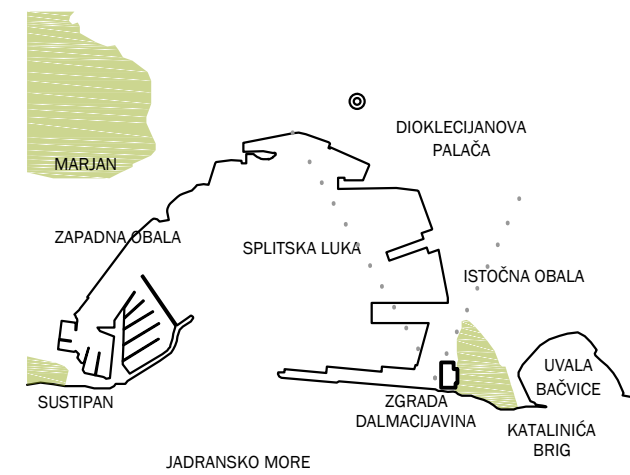 DIOKLECIJANOVA
PALAČA
MARJAN
ZAPADNA OBALA
SPLITSKA LUKA
ISTOČNA OBALA
UVALA
BAČVICE
SUSTIPAN
ZGRADA
DALMACIJAVINA
KATALINIĆA
BRIG
JADRANSKO MORE